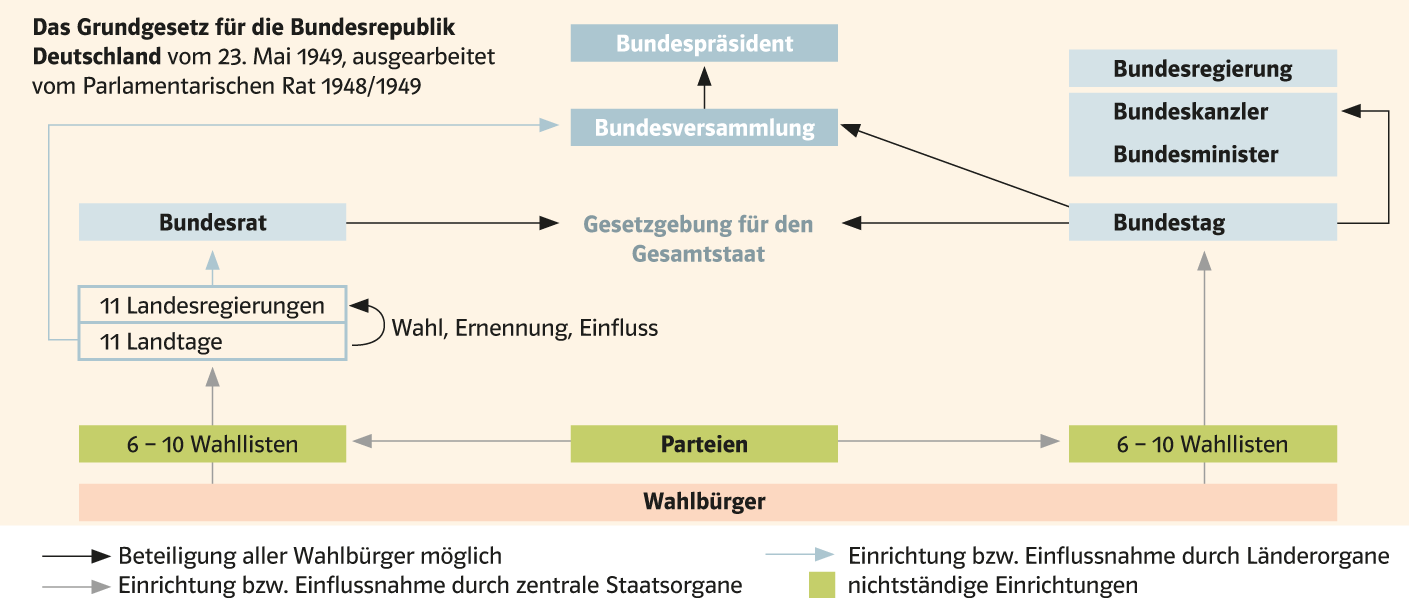 Das Grundgesetz für die Bundesrepublik
Deutschland vom 23. Mai 1949, ausgearbeitet
vom Parlamentarischen Rat 1948/1949
Bundespräsident
Bundesversammlung
Bundesregierung
Bundeskanzler
Bundesminister
Bundesrat
Gesetzgebung für den
Gesamtstaat
Bundestag
11 Landesregierungen
11 Landtage
Wahl, Ernennung, Einfluss
6 – 10 Wahllisten
Parteien
6 – 10 Wahllisten
Wahlbürger
Beteiligung aller Wahlbürger möglich
Einrichtung bzw. Einflussnahme durch zentrale Staatsorgane
Einrichtung bzw. Einflussnahme durch Länderorgane
nichtständige Einrichtungen